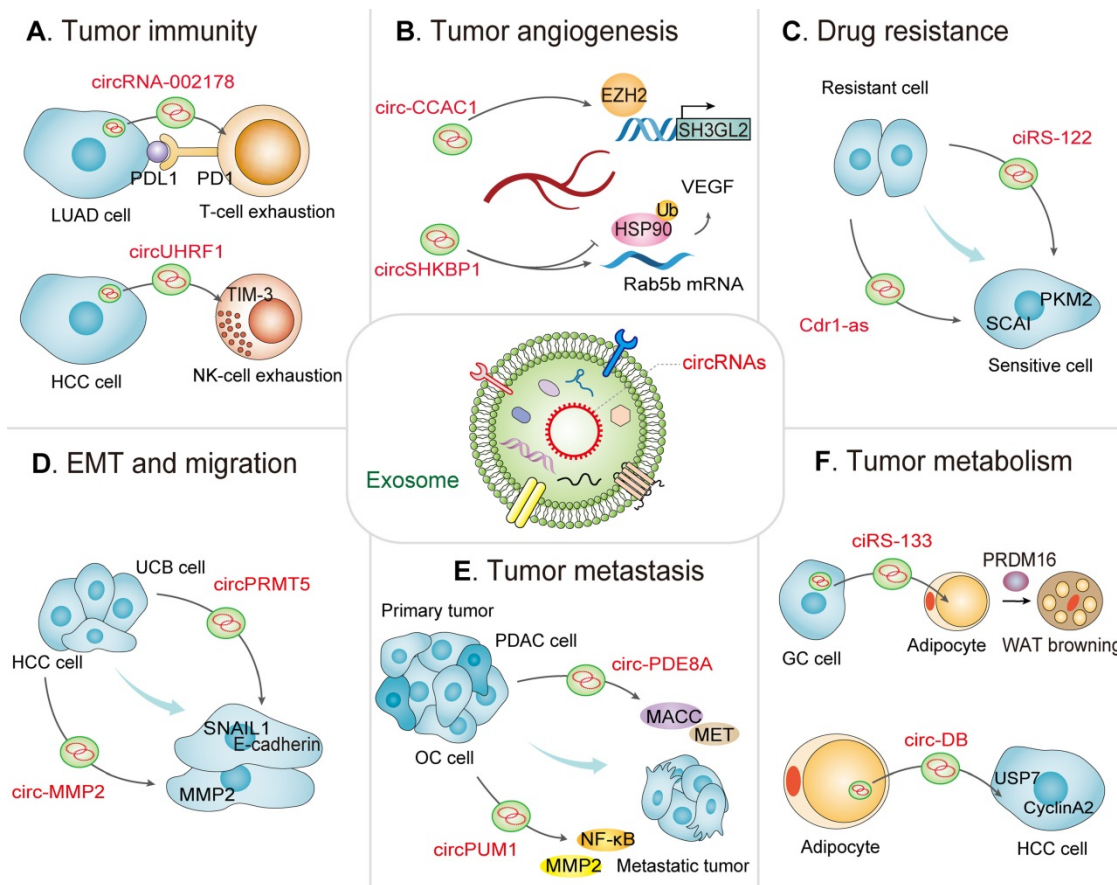 A. Tumor immunity
circRNA-002178
PDL1
PD1
LUAD cell
T-cell exhaustion
circUHRF1
TIM-3
HCC cell
NK-cell exhaustion
B. Tumor angiogenesis
circ-CCAC1
EZH2
SH3GL2
VEGF
Ub
HSP90
circSHKBP1
Rab5b mRNA
C. Drug resistance
Resistant cell
ciRS-122
Cdr1-as
PKM2
SCAI
Sensitive cell
circRNAs
Exosome
D. EMT and migration
UCB cell
circPRMT5
HCC cell
SNAIL1
E-cadherin
circ-MMP2
MMP2
E. Tumor metastasis
Primary tumor
PDAC cell
circ-PDE8A
MACC
MET
OC cell
circPUM1
NF-κB
MMP2
Metastatic tumor
F. Tumor metabolism
ciRS-133
PRDM16
GC cell
Adipocyte
WAT browning
circ-DB
USP7
CyclinA2
Adipocyte
HCC cell